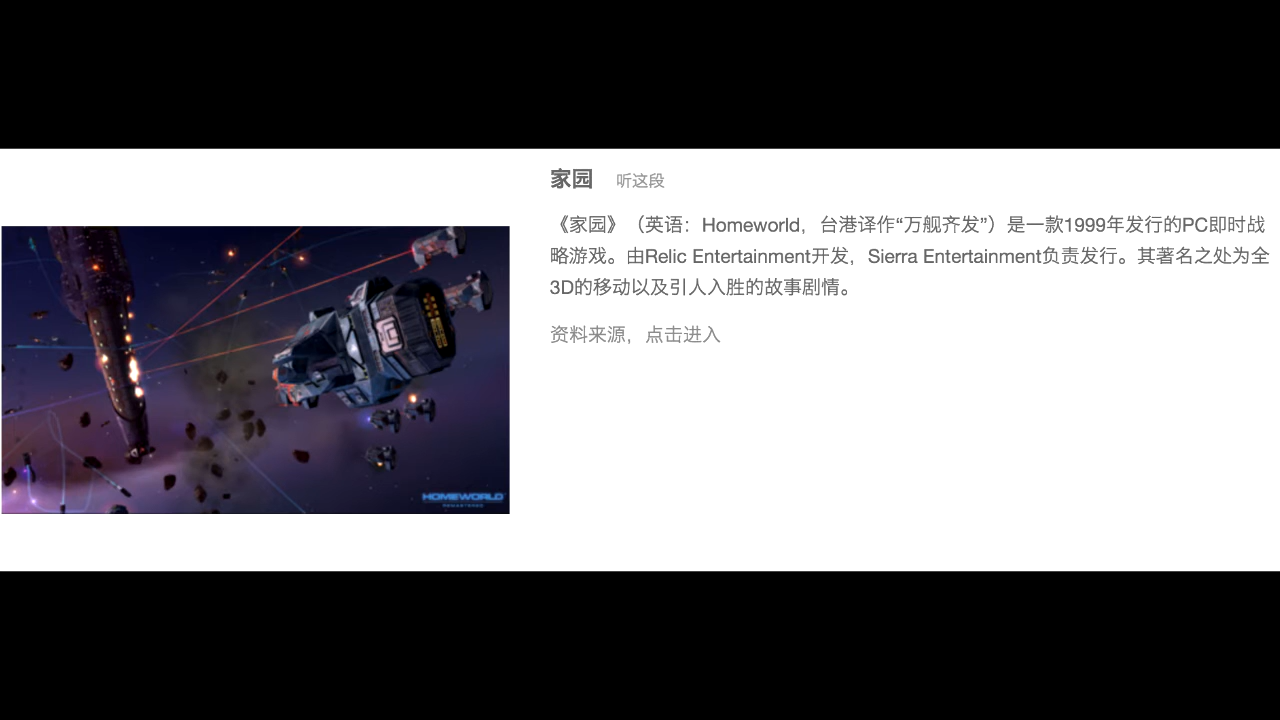 家园 听这段
《家园》（英语：Homeworld，台港译作“万舰齐发”）是一款1999年发行的PC即时战
略游戏。由Relic Entertainment开发，Sierra Entertainment负责发行。其著名之处为全
3D的移动以及引人入胜的故事剧情。
资料来源，点击进入
HOMEWORLD
REMASTERED